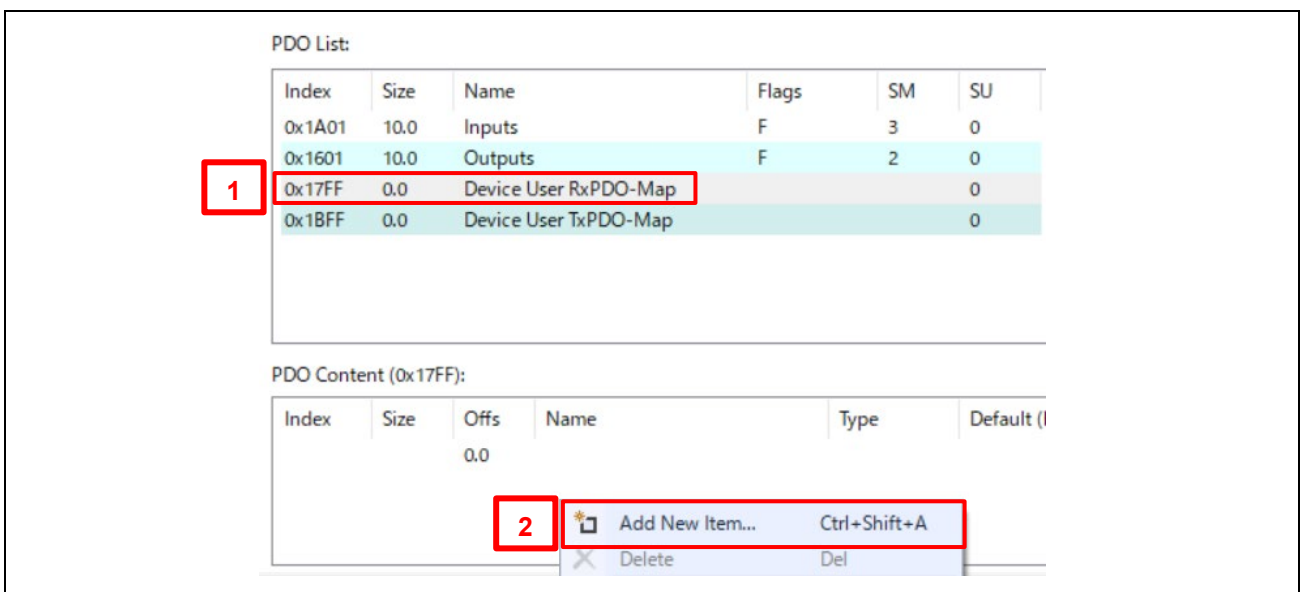 PDO List:
Index Size Name Flags SM SU
0x1A01 10.0 Inputs F 3 0
0x1601 10.0 Outputs F 2 0
1 0x17FF 0.0 Device User RxPDO-Map 0
0x1BFF 0.0 Device User TxPDO-Map 0
PDO Content (0x17FF):
Index Size Offs Name Type Default (
0.0
2 Add New Item... Ctrl+Shift+A
Delete Del